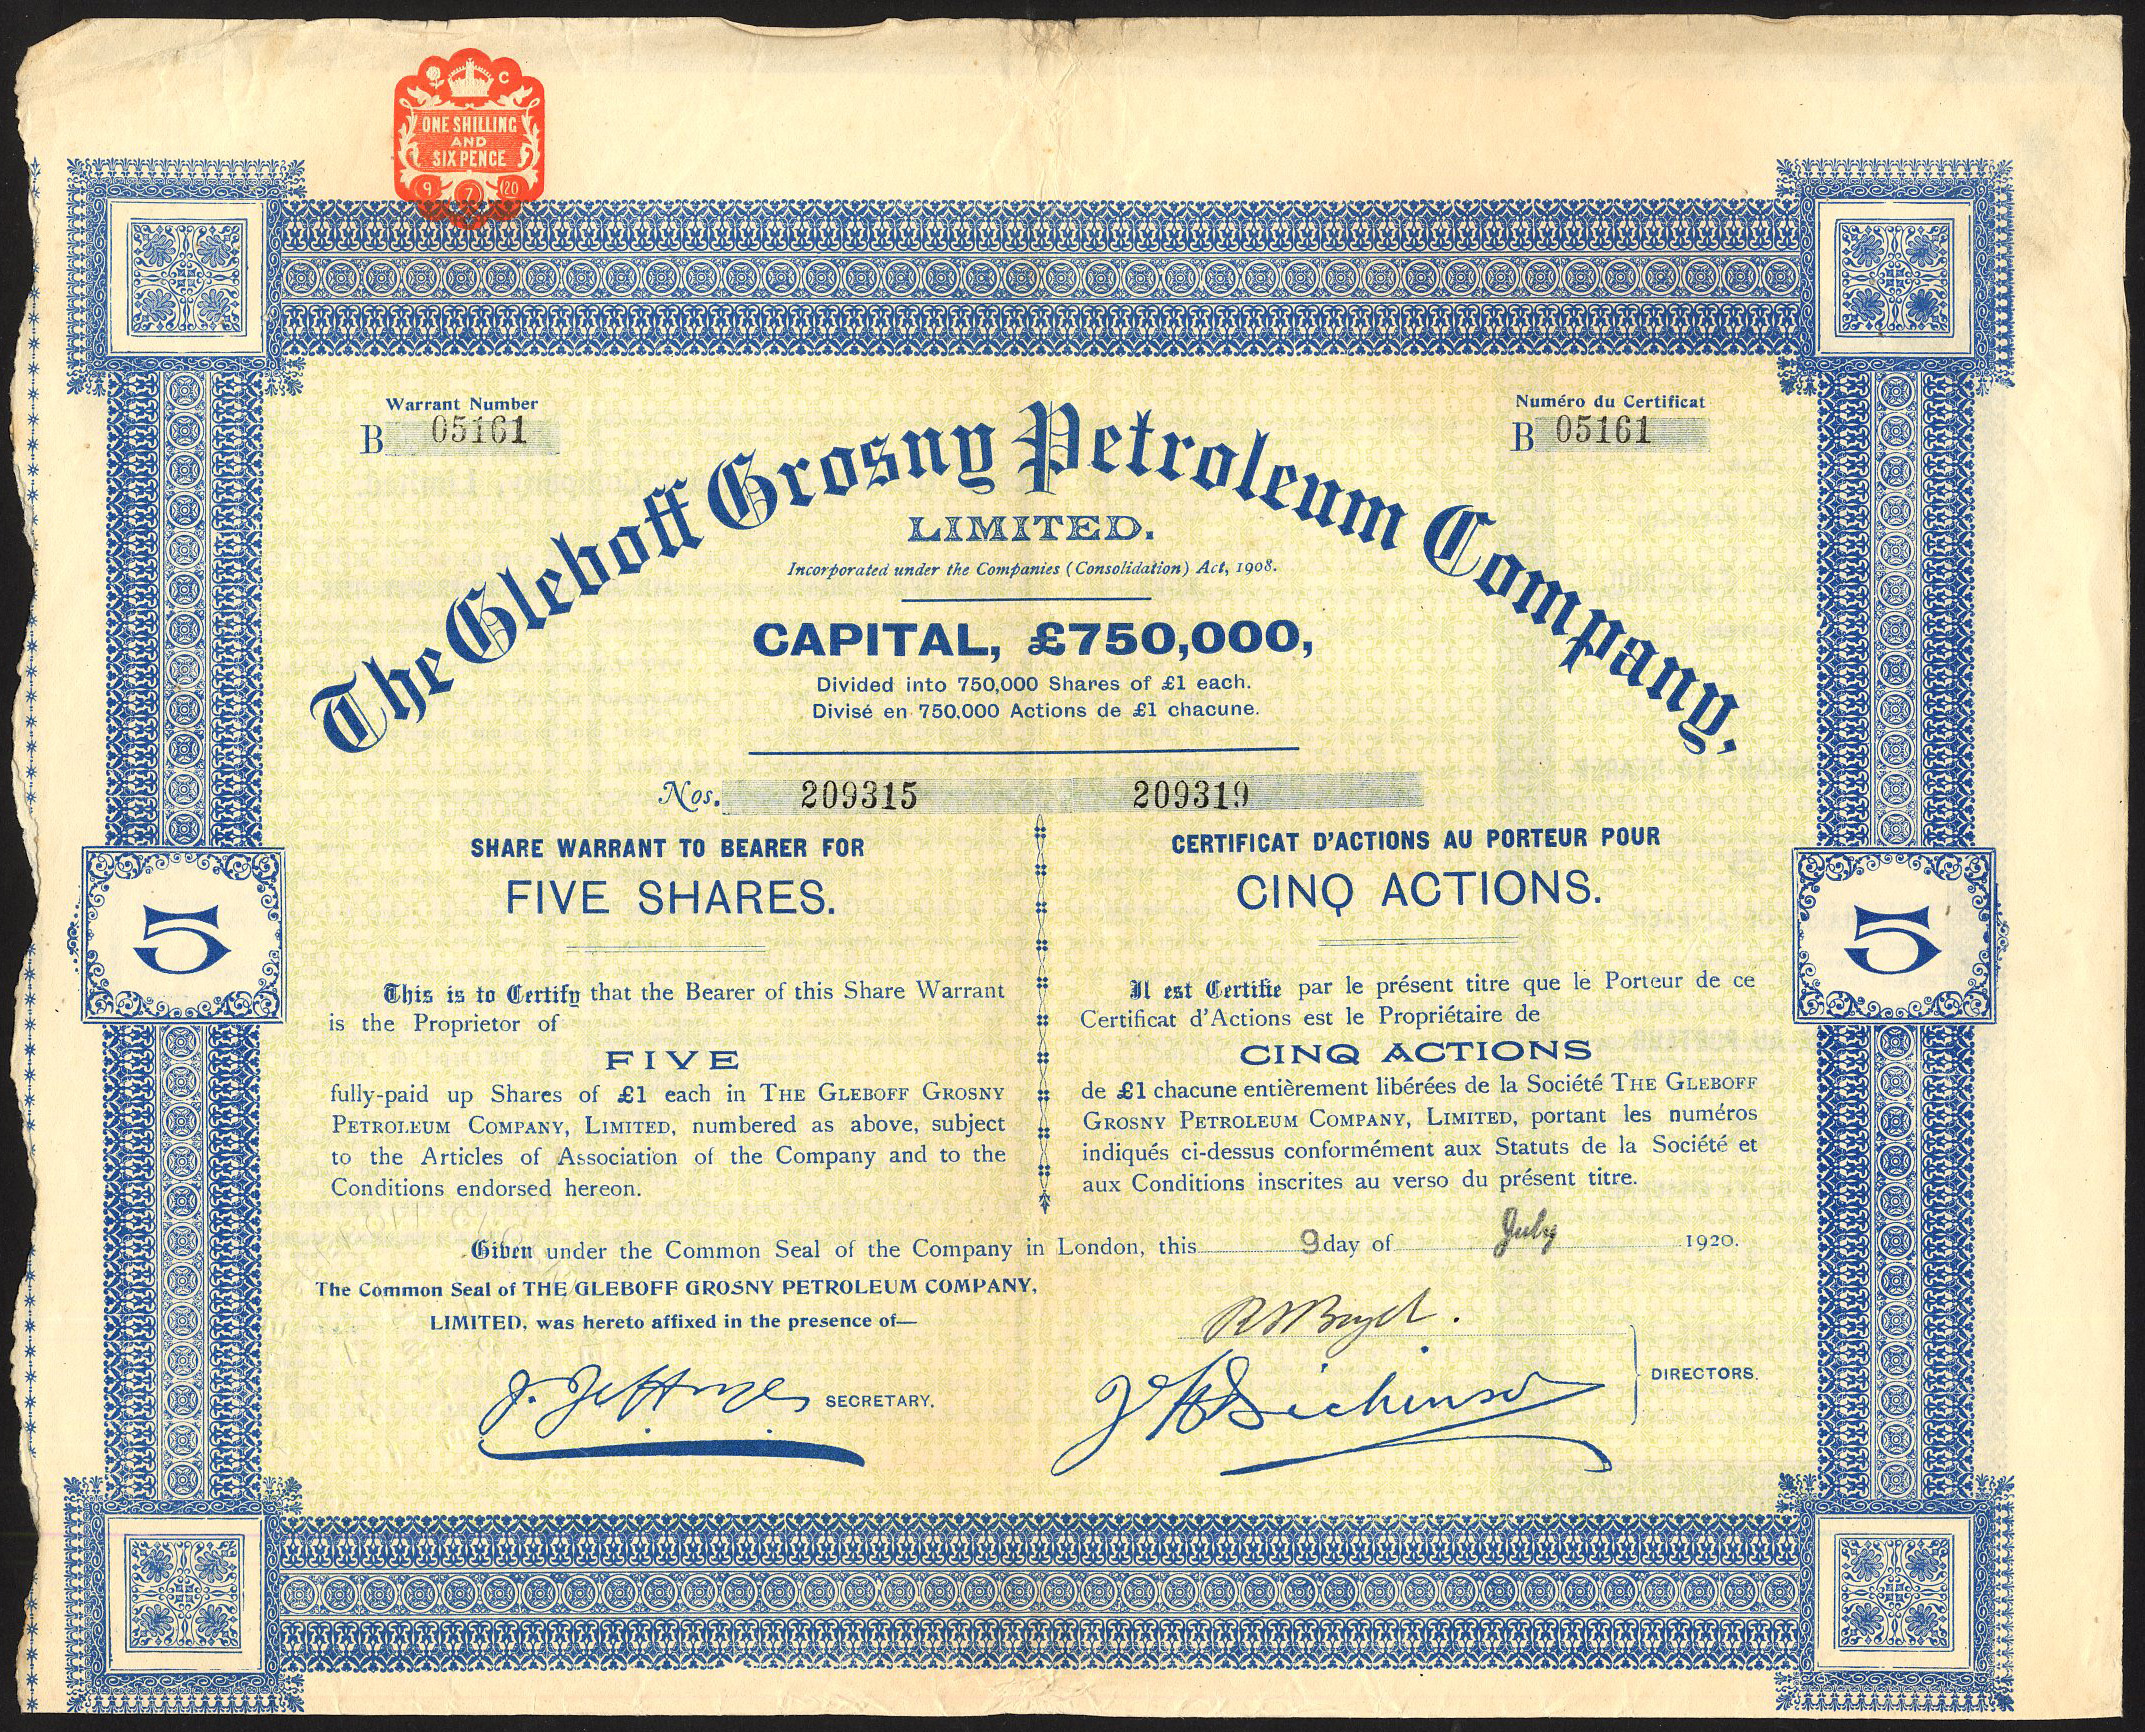 C
ONE SHILLING
AND
SIX PENCE
9 7 20
Warrant Number
B 05161
Numéro du Certificat
B 05161
The Gleboff Grosny Petroleum Company,
LIMITED.
Incorporated under the Companies (Consolidation) Act, 1908.
CAPITAL, £750,000,
Divided into 750,000 Shares of £1 each.
Divisé en 750,000 Actions de £1 chacune.
Nos. 209315 209319
SHARE WARRANT TO BEARER FOR
FIVE SHARES.
5
This is to Certify that the Bearer of this Share Warrant
is the Proprietor of
FIVE
fully-paid up Shares of £1 each in THE GLEBOFF GROSNY
PETROLEUM COMPANY, LIMITED, numbered as above, subject
to the Articles of Association of the Company and to the
Conditions endorsed hereon.
CERTIFICAT D'ACTIONS AU PORTEUR POUR
CINQ ACTIONS.
5
Il est Certifie par le présent titre que le Porteur de ce
Certificat d'Actions est le Propriétaire de
CINQ ACTIONS
de £1 chacune entièrement libérées de la Société THE GLEBOFF
GROSNY PETROLEUM COMPANY, LIMITED, portant les numéros
indiqués ci-dessus conformément aux Statuts de la Société et
aux Conditions inscrites au verso du présent titre.
Given under the Common Seal of the Company in London, this 9 day of July 1920.
The Common Seal of THE GLEBOFF GROSNY PETROLEUM COMPANY,
LIMITED, was hereto affixed in the presence of—
SECRETARY.
DIRECTORS.